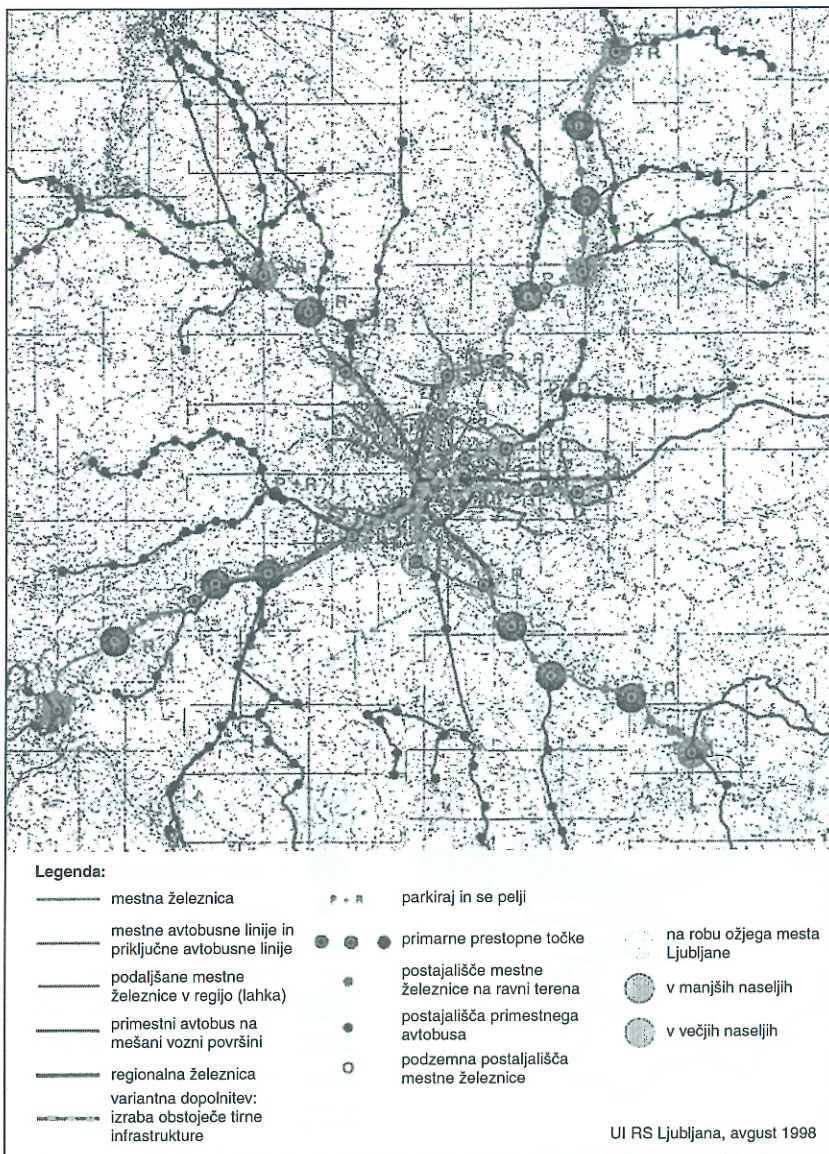 R
R
P + R
Legenda:
mestna železnica
mestne avtobusne linije in
priključne avtobusne linije
podaljšane mestne
železnice v regijo (lahka)
primestni avtobus na
mešani vozni površini
regionalna železnica
variantna dopolnitev:
izraba obstoječe tirne
infrastrukture
P + R
parkiraj in se pelji
primarne prestopne točke
postajališče mestne
železnice na ravni terena
postajališča primestnega
avtobusa
podzemna postaljališča
mestne železnice
na robu ožjega mesta
Ljubljane
v manjših naseljih
v večjih naseljih
UI RS Ljubljana, avgust 1998